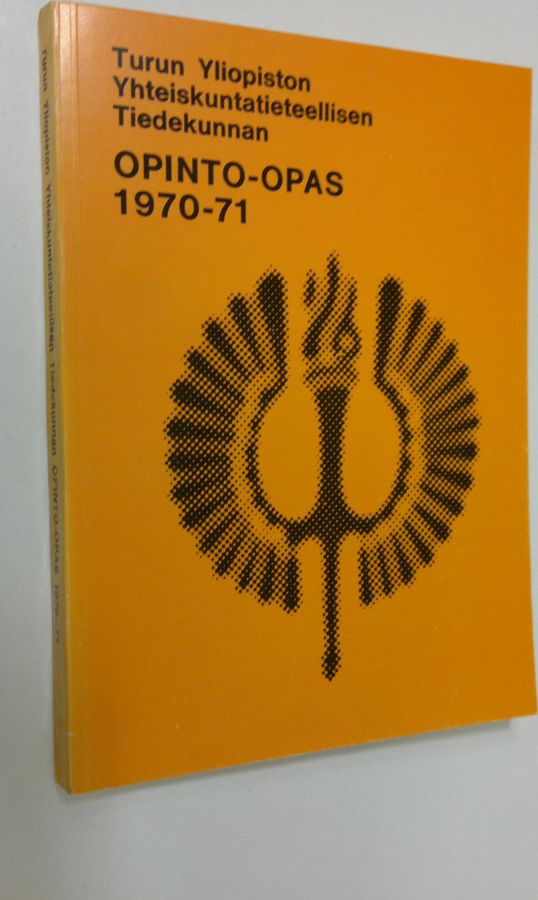 Turun Yliopiston
Yhteiskuntatieteellisen
Tiedekunnan
OPINTO-OPAS
1970-71
Turun Yliopiston Yhteiskuntatieteellisen Tiedekunnan OPINTO-OPAS 1970-71